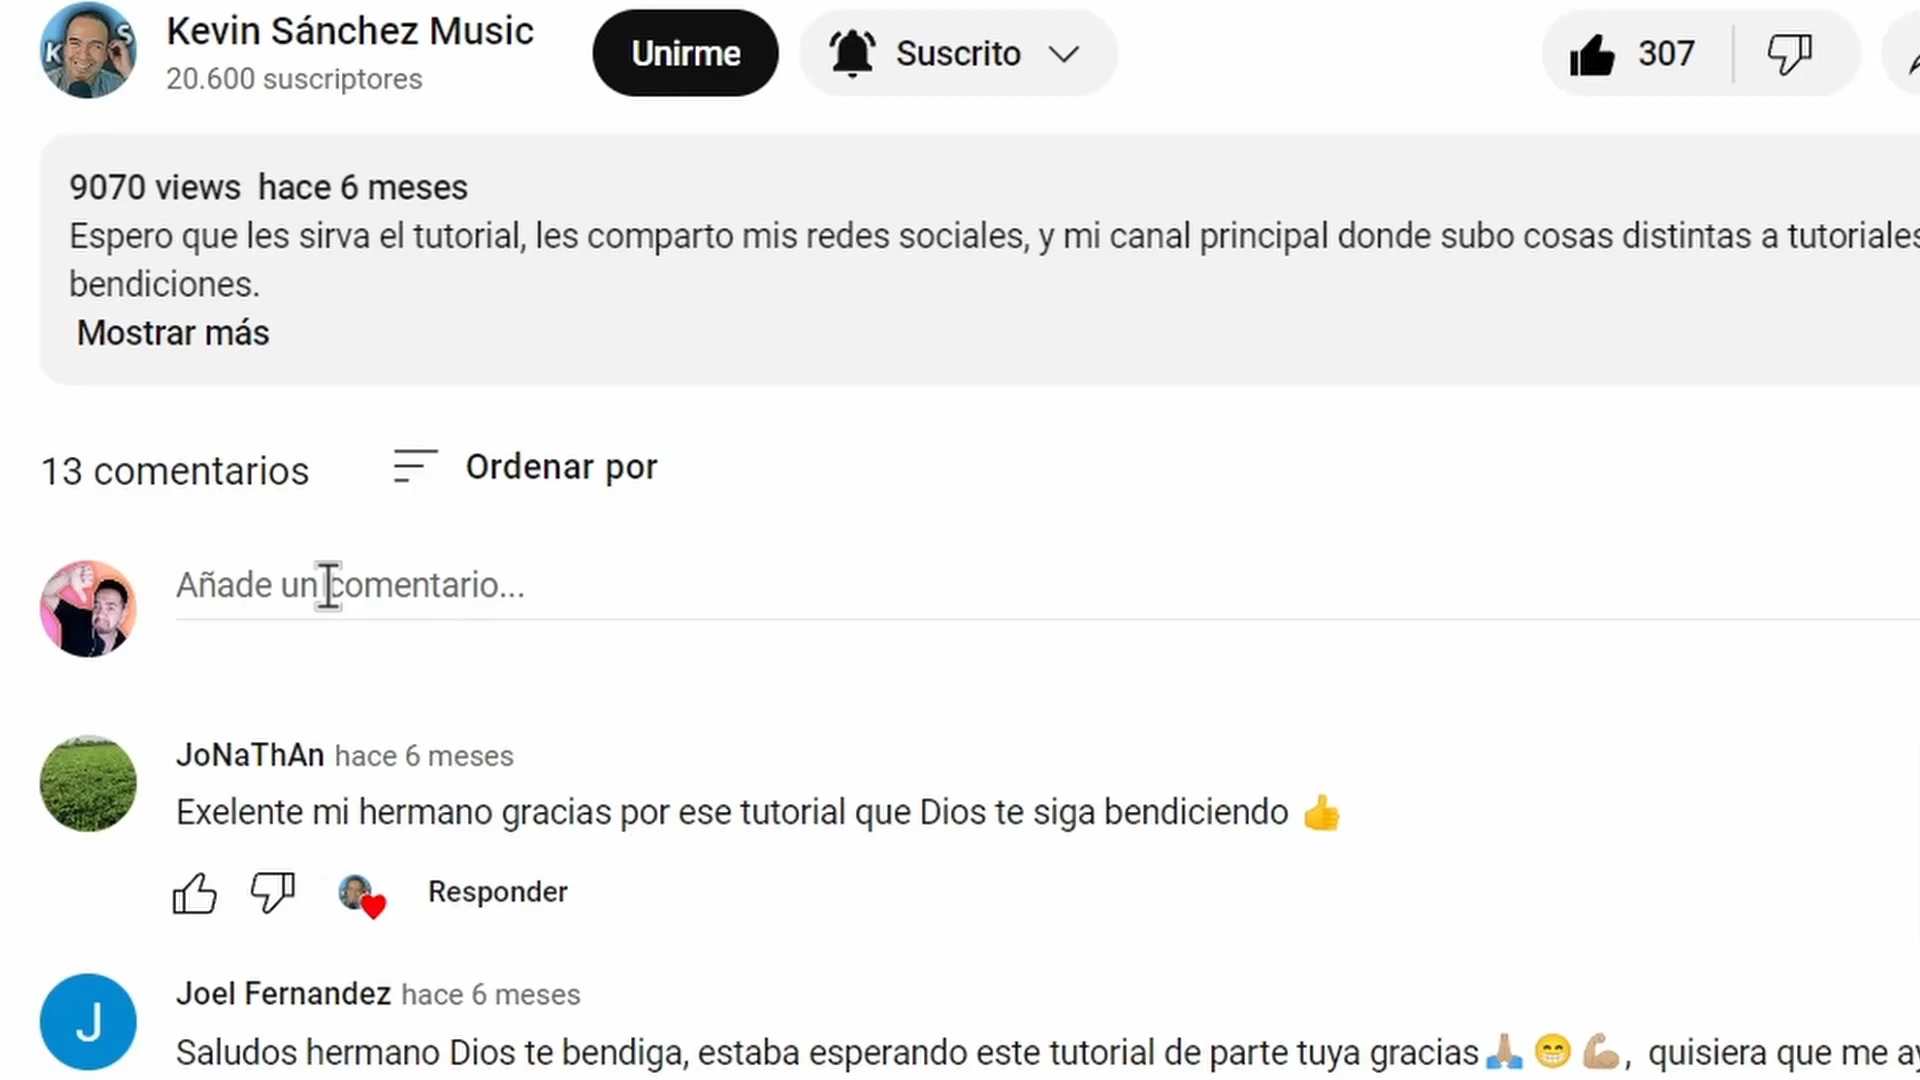 Kevin Sánchez Music
20.600 suscriptores
Unirme
Suscrito
307
9070 views hace 6 meses
Espero que les sirva el tutorial, les comparto mis redes sociales, y mi canal principal donde subo cosas distintas a tutoriales
bendiciones.
Mostrar más
13 comentarios
Ordenar por
Añade un comentario...
JoNaThAn hace 6 meses
Exelente mi hermano gracias por ese tutorial que Dios te siga bendiciendo 👍
Responder
J
Joel Fernandez hace 6 meses
Saludos hermano Dios te bendiga, estaba esperando este tutorial de parte tuya gracias🙏🏼😁💪🏼, quisiera que me